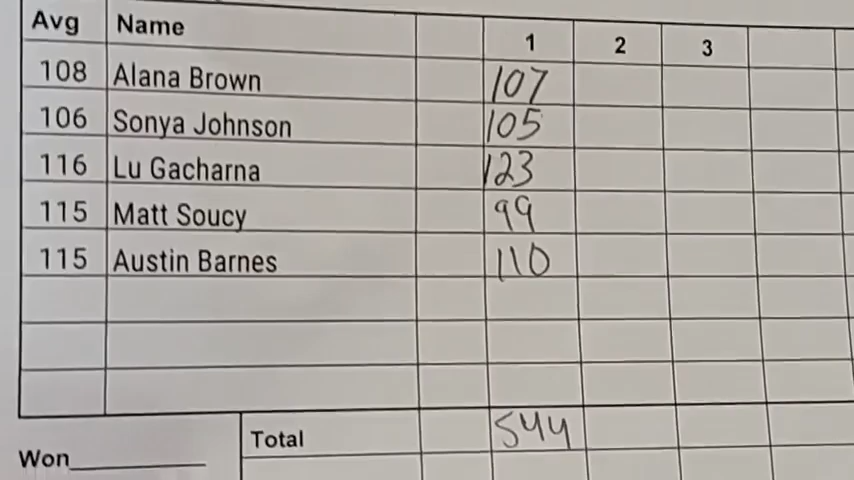 Avg Name 1 2 3
108 Alana Brown 107
106 Sonya Johnson 105
116 Lu Gacharna 123
115 Matt Soucy 99
115 Austin Barnes 110
Total 544
Won